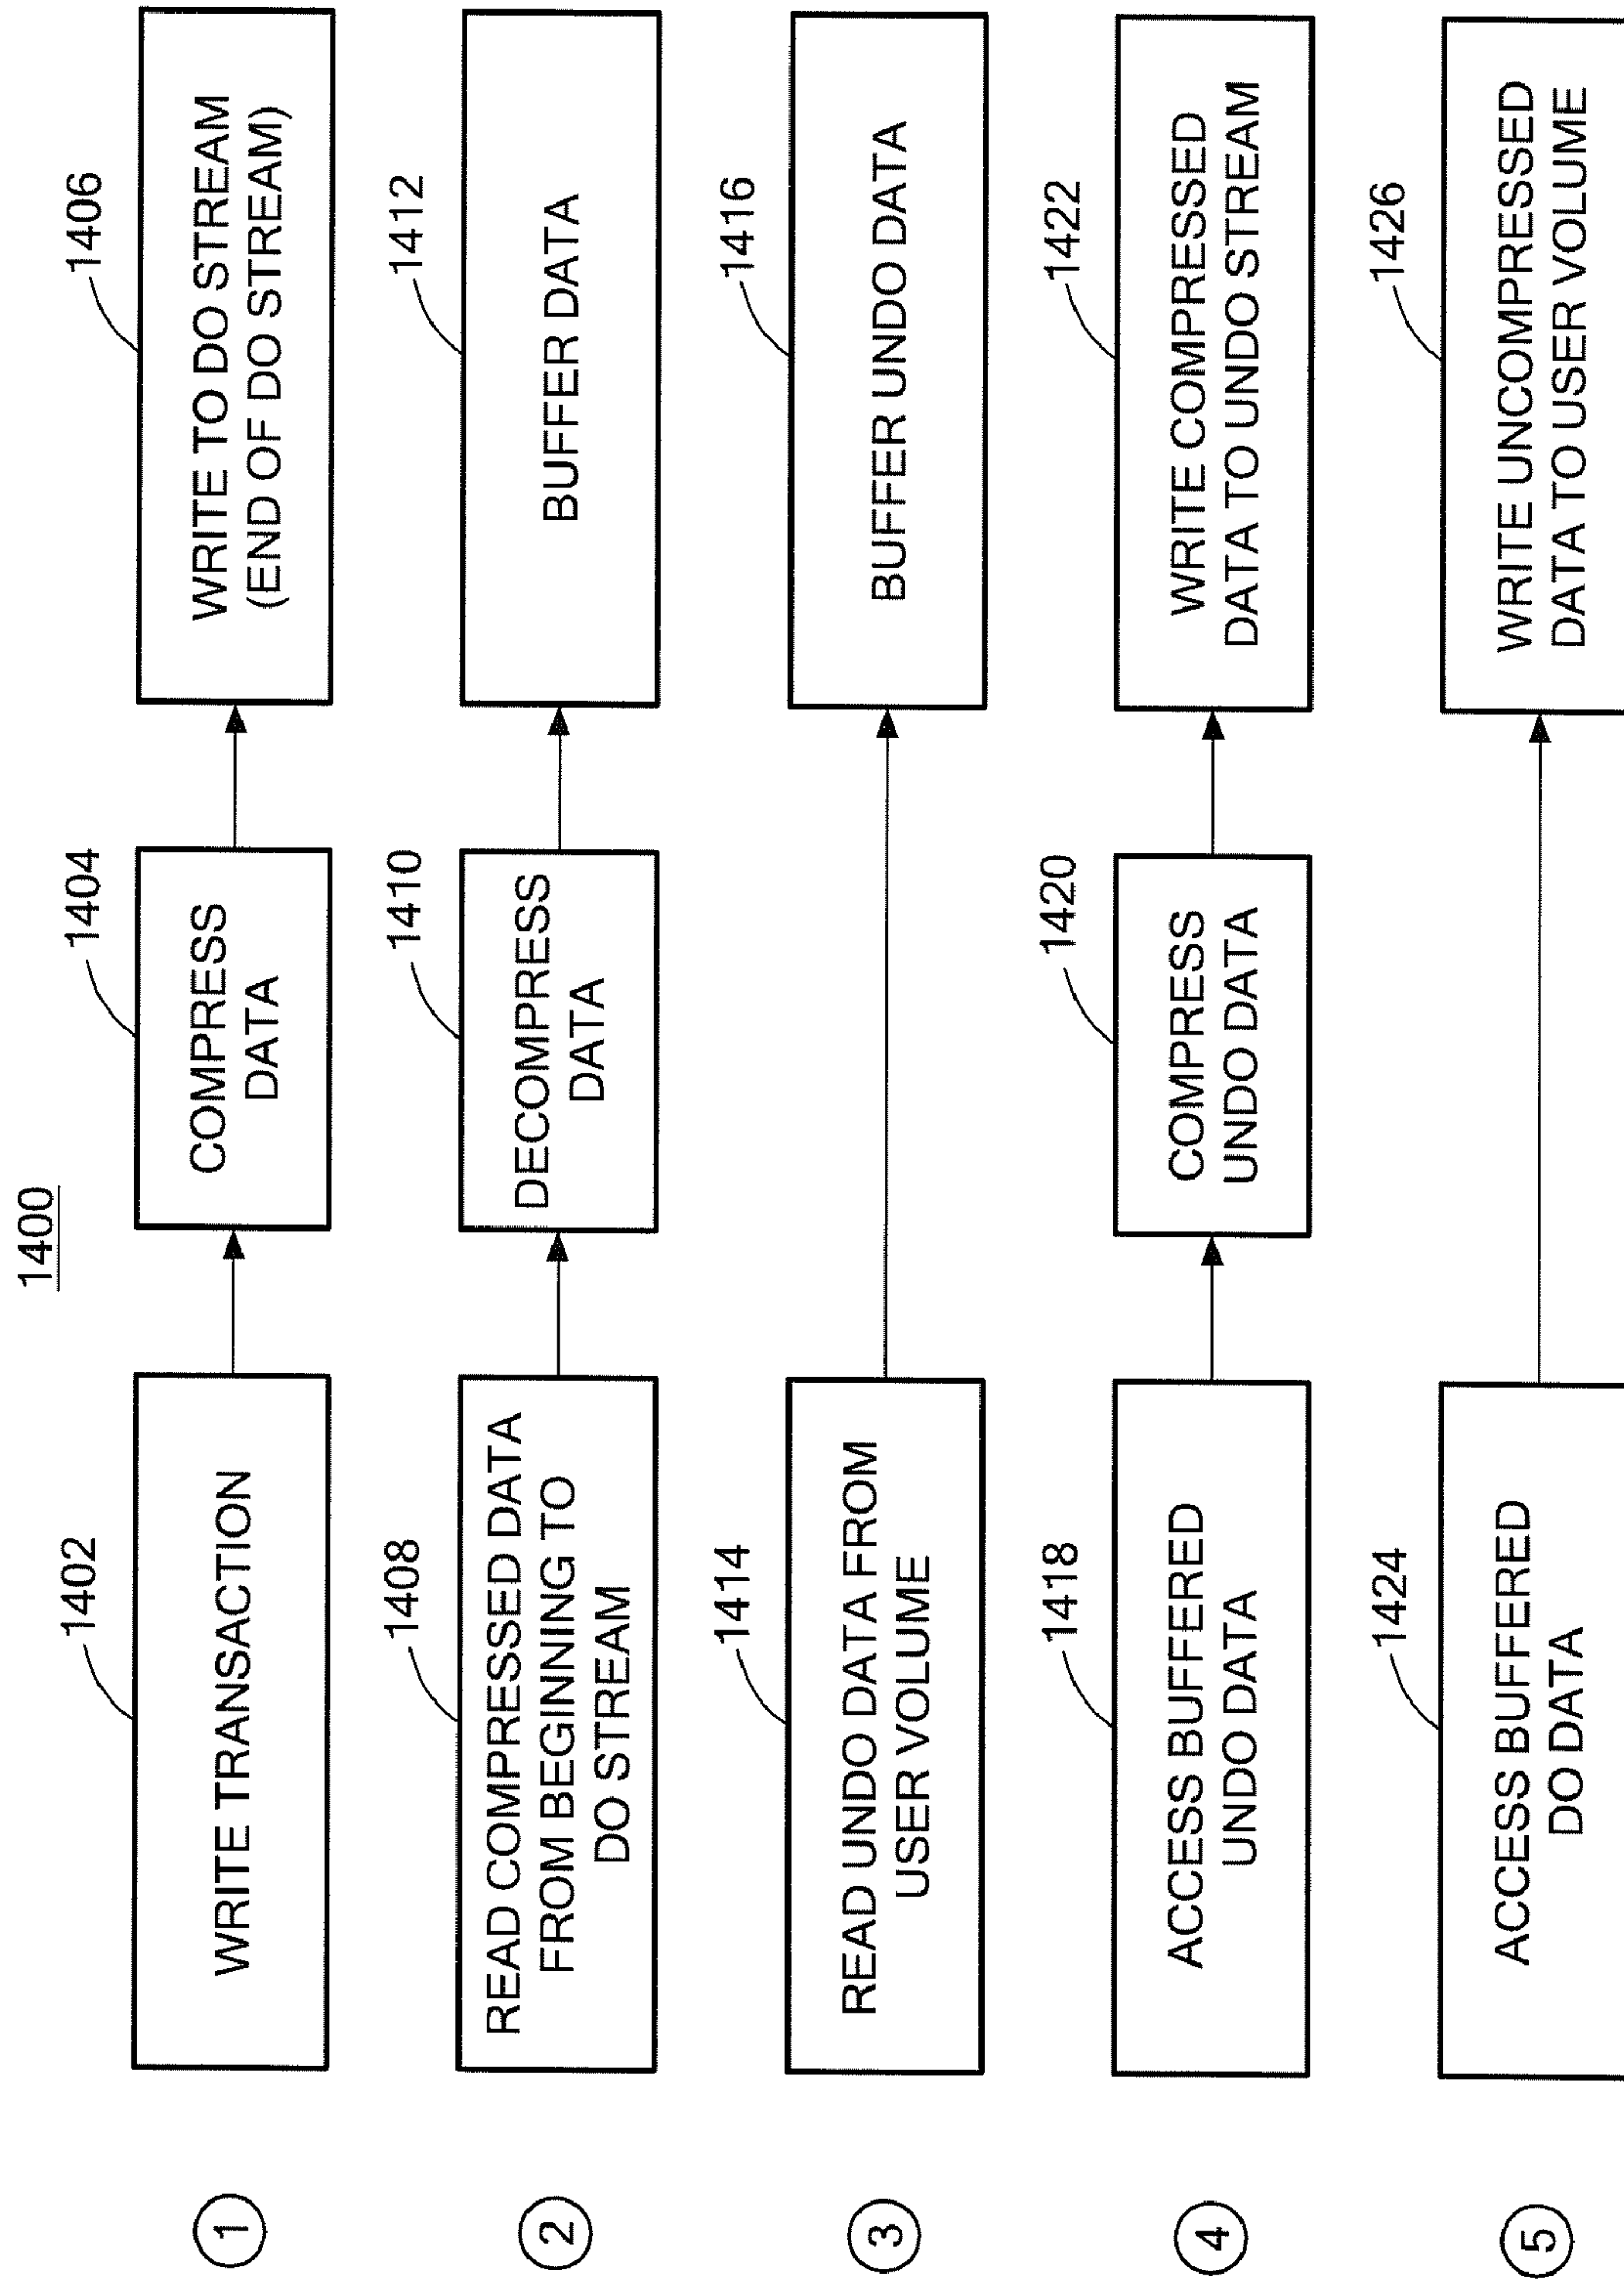 1400
1
1402
WRITE TRANSACTION
1404
COMPRESS
DATA
1406
WRITE TO DO STREAM
(END OF DO STREAM)
2
1408
READ COMPRESSED DATA
FROM BEGINNING TO
DO STREAM
1410
DECOMPRESS
DATA
1412
BUFFER DATA
3
1414
READ UNDO DATA FROM
USER VOLUME
1416
BUFFER UNDO DATA
4
1418
ACCESS BUFFERED
UNDO DATA
1420
COMPRESS
UNDO DATA
1422
WRITE COMPRESSED
DATA TO UNDO STREAM
5
1424
ACCESS BUFFERED
DO DATA
1426
WRITE UNCOMPRESSED
DATA TO USER VOLUME